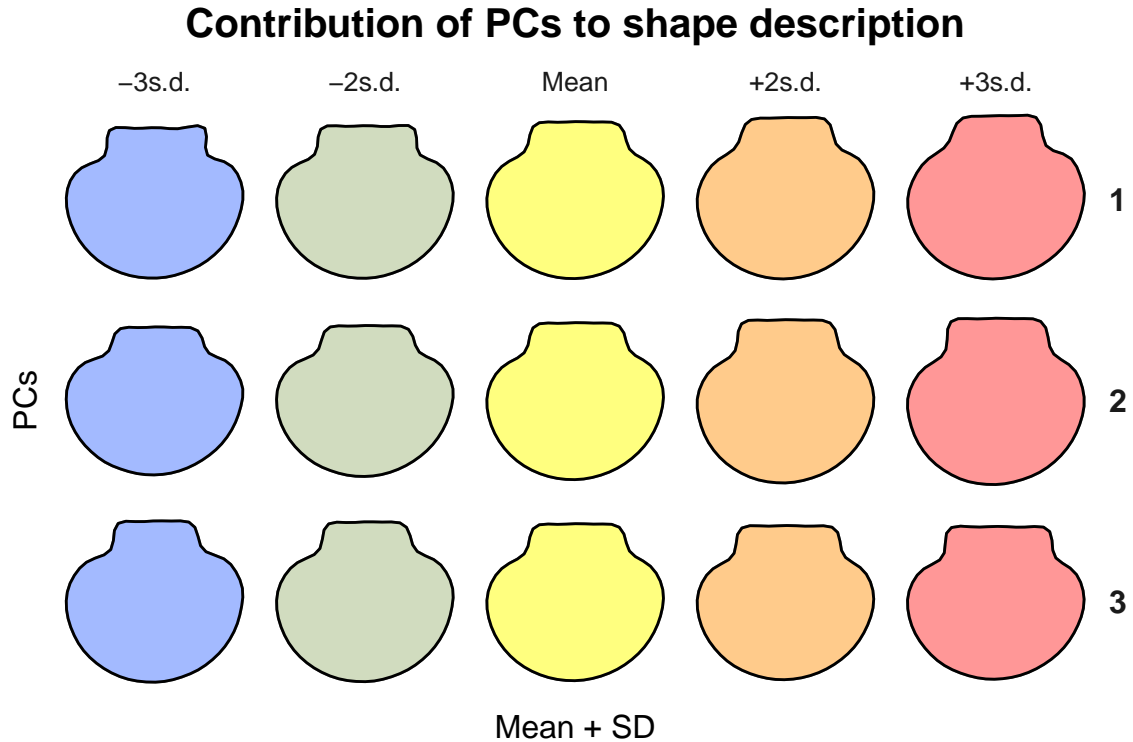 Contribution of PCs to shape description
−3s.d. −2s.d. Mean +2s.d. +3s.d.
1
PCs
2
3
Mean + SD